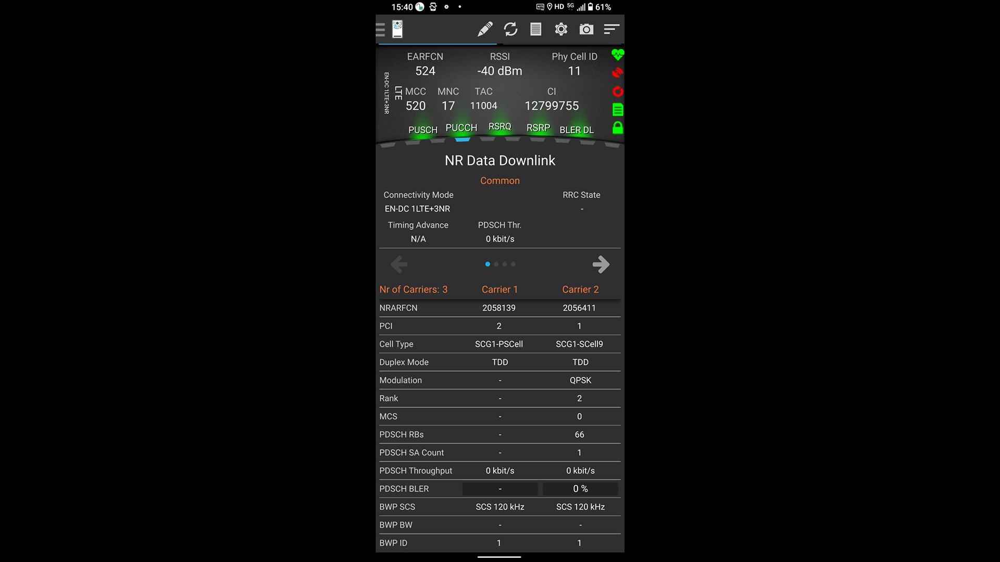 15:40 HD 5G 61%
EARFCN RSSI Phy Cell ID
524 -40 dBm 11
EN-DC 1LTE+3NR
LTE
MCC MNC TAC CI
520 17 11004 12799755
PUSCH PUCCH RSRQ RSRP BLER DL
NR Data Downlink
Common
Connectivity Mode RRC State
EN-DC 1LTE+3NR -
Timing Advance PDSCH Thr.
N/A 0 kbit/s
Nr of Carriers: 3 Carrier 1 Carrier 2
NRARFCN 2058139 2056411
PCI 2 1
Cell Type SCG1-PSCell SCG1-SCell9
Duplex Mode TDD TDD
Modulation - QPSK
Rank - 2
MCS - 0
PDSCH RBs - 66
PDSCH SA Count - 1
PDSCH Throughput 0 kbit/s 0 kbit/s
PDSCH BLER - 0 %
BWP SCS SCS 120 kHz SCS 120 kHz
BWP BW - -
BWP ID 1 1